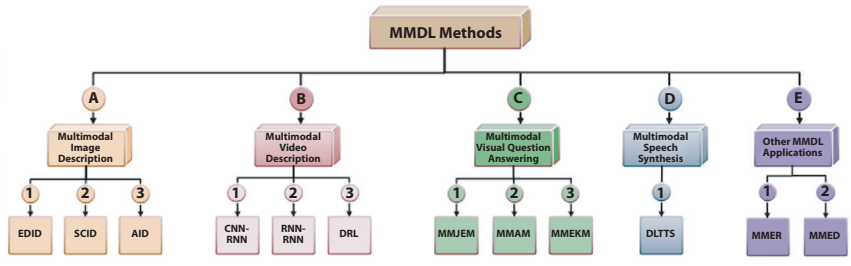 MMDL Methods
A
B
C
D
E
Multimodal
Image
Description
Multimodal
Video
Description
Multimodal
Visual Question
Answering
Multimodal
Speech
Synthesis
Other MMDL
Applications
1
2
3
1
2
3
1
2
3
1
1
2
EDID
SCID
AID
CNN-
RNN
RNN-
RNN
DRL
MMJEM
MMAM
MMEKM
DLTTS
MMER
MMED